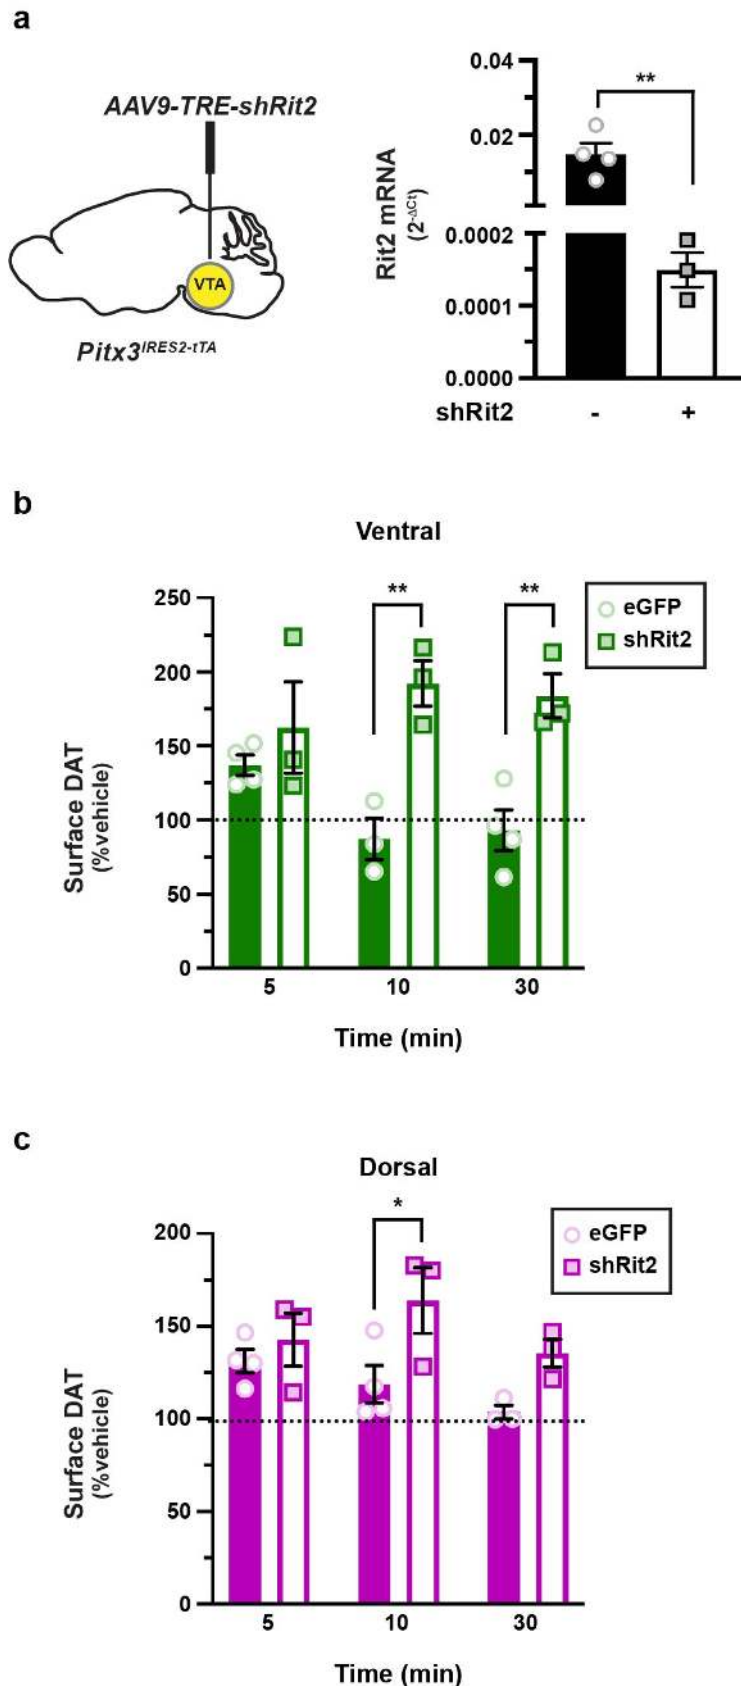 a
AAV9-TRE-shRit2
VTA
Pitx3IRES2-tTA
Rit2 mRNA
(2-ΔCt)
0.04
0.02
0.0002
0.0001
0.0000
**
shRit2
-
+
b
Ventral
Surface DAT
(%vehicle)
250
200
150
100
50
0
**
**
eGFP
shRit2
5
10
30
Time (min)
c
Dorsal
Surface DAT
(%vehicle)
200
150
100
50
0
*
eGFP
shRit2
5
10
30
Time (min)